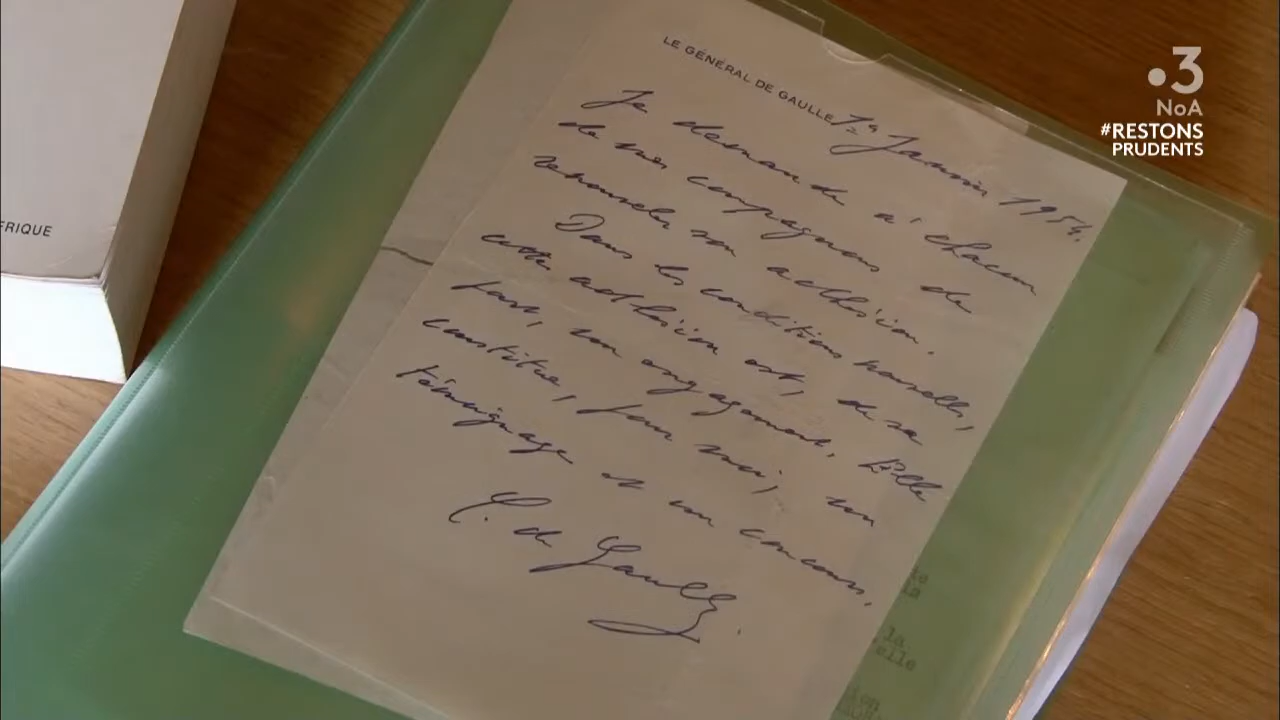 LE GÉNÉRAL DE GAULLE
1er Janvier 1954.
Je demande à chacun
de mes compagnons de
renouveler son adhésion.
Dans les conditions nouvelles,
cette adhésion est, de sa
part, un engagement. Elle
constitue, pour moi, un
témoignage et un concours.
C. de Gaulle
FRIQUE
3
NoA
#RESTONS
PRUDENTS
la
elle